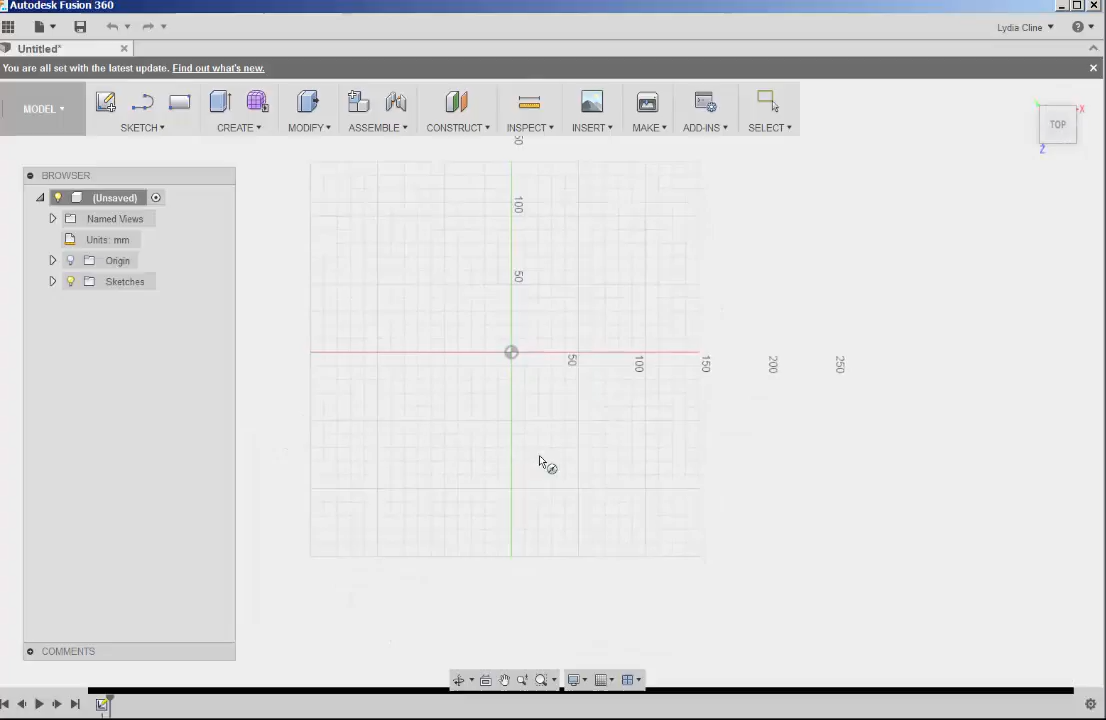 Autodesk Fusion 360
Lydia Cline
Untitled*
You are all set with the latest update. Find out what's new.
MODEL
SKETCH
CREATE
MODIFY
ASSEMBLE
CONSTRUCT
INSPECT
INSERT
MAKE
ADD-INS
SELECT
X
TOP
Z
BROWSER
(Unsaved)
Named Views
Units: mm
Origin
Sketches
100
50
50
100
150
200
250
COMMENTS